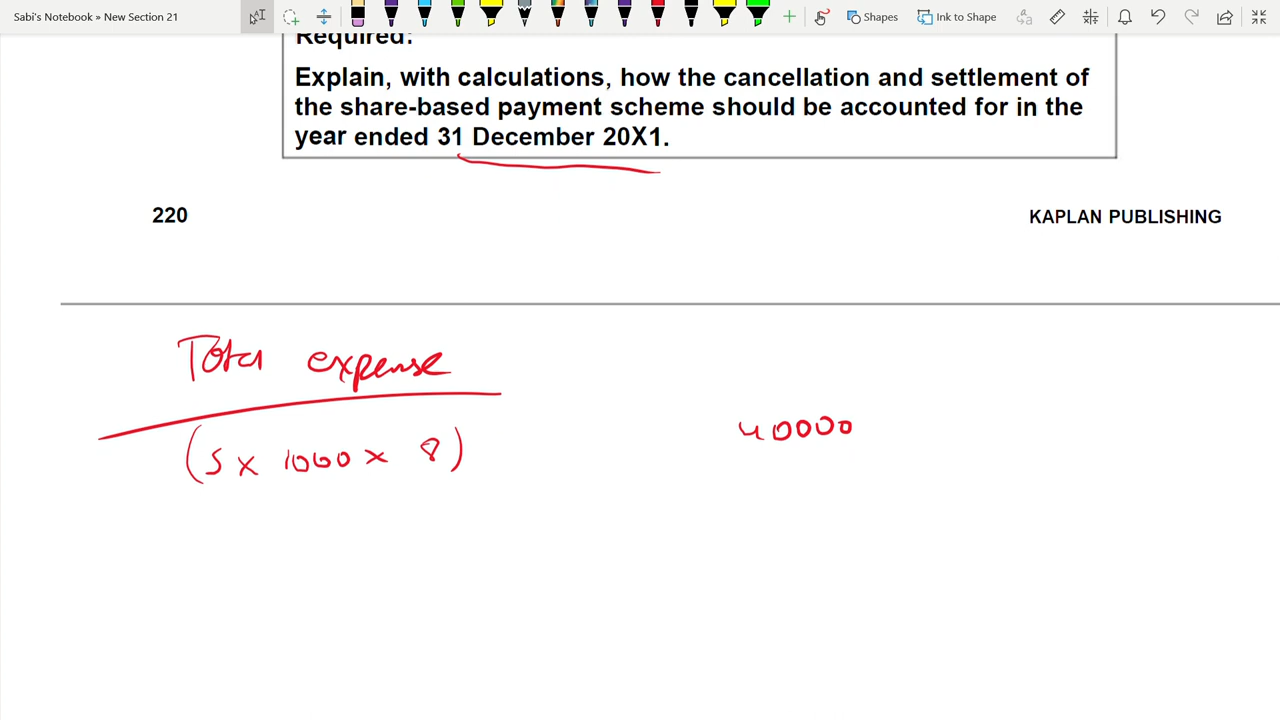 Sabi's Notebook » New Section 21
Shapes
Ink to Shape
Required:
Explain, with calculations, how the cancellation and settlement of
the share-based payment scheme should be accounted for in the
year ended 31 December 20X1.
220
KAPLAN PUBLISHING
Total expense
(5 x 1000 x 8)
40000